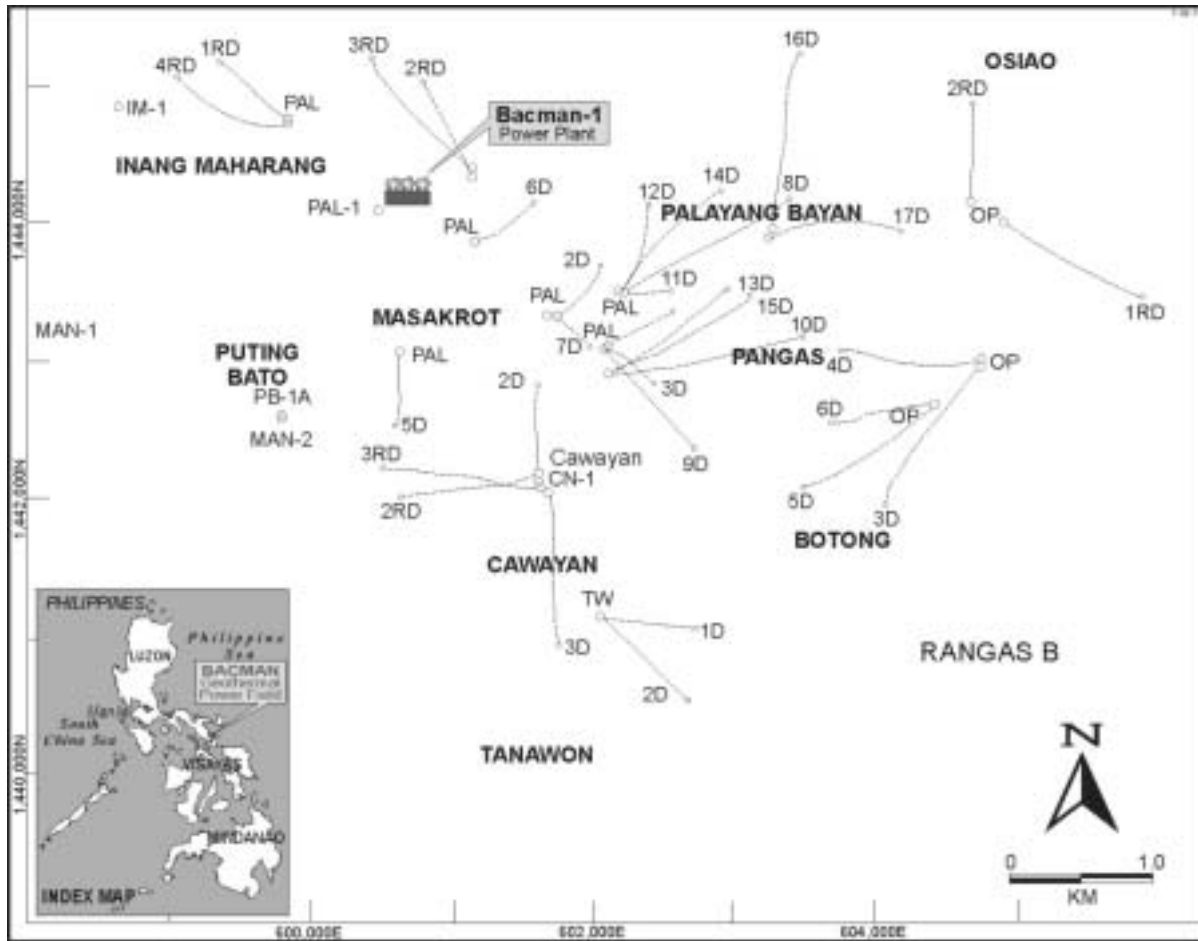 16D
OSIAO
3RD
1RD
2RD
4RD
2RD
IM-1
PAL
Bacman-1
Power Plant
INANG MAHARANG
6D
12D
14D
8D
PAL-1
PALAYANG BAYAN
PAL
17D
OP
1,444,000N
2D
11D
13D
PAL
PAL
15D
1RD
MASAKROT
MAN-1
PAL
10D
7D
PUTING
BATO
PAL
PANGAS
4D
OP
2D
3D
PB-1A
6D
OP
MAN-2
5D
3RD
Cawayan
9D
CN-1
2RD
5D
3D
1,442,000N
BOTONG
CAWAYAN
TW
1D
3D
RANGAS B
2D
TANAWON
PHILIPPINES
Philippine
Sea
LUZON
BACMAN
Geothermal
Power Field
South
China Sea
VISAYAS
MINDANAO
INDEX MAP
1,440,000N
N
0 1.0
KM
600,000E 602,000E 604,000E